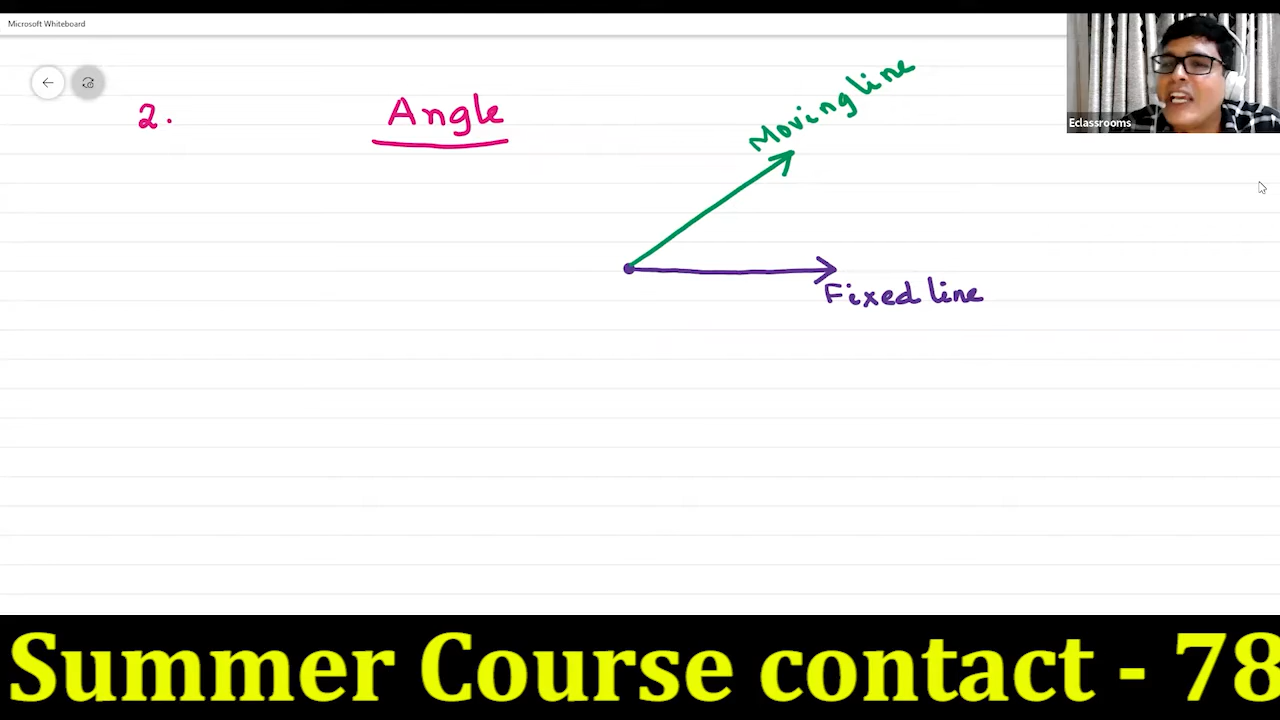 Microsoft Whiteboard
Eclassrooms
2. Angle
Moving line
Fixed line
Summer Course contact - 78